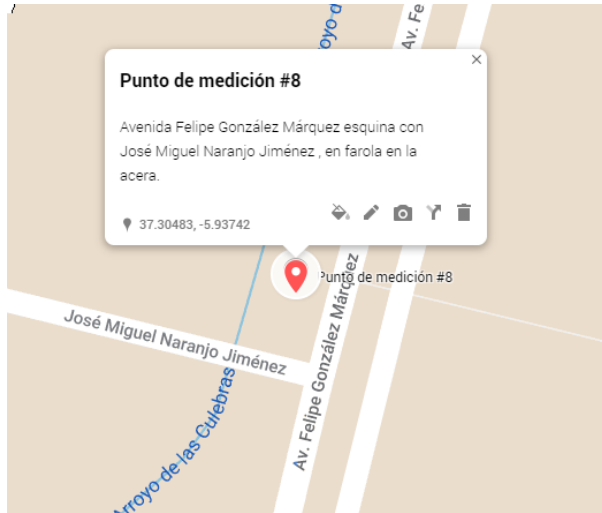 oyo d
Av. Fe
Punto de medición #8
Avenida Felipe González Márquez esquina con
José Miguel Naranjo Jiménez , en farola en la
acera.
37.30483, -5.93742
Punto de medición #8
José Miguel Naranjo Jiménez
Av. Felipe González Márquez
Arroyo de las Culebras